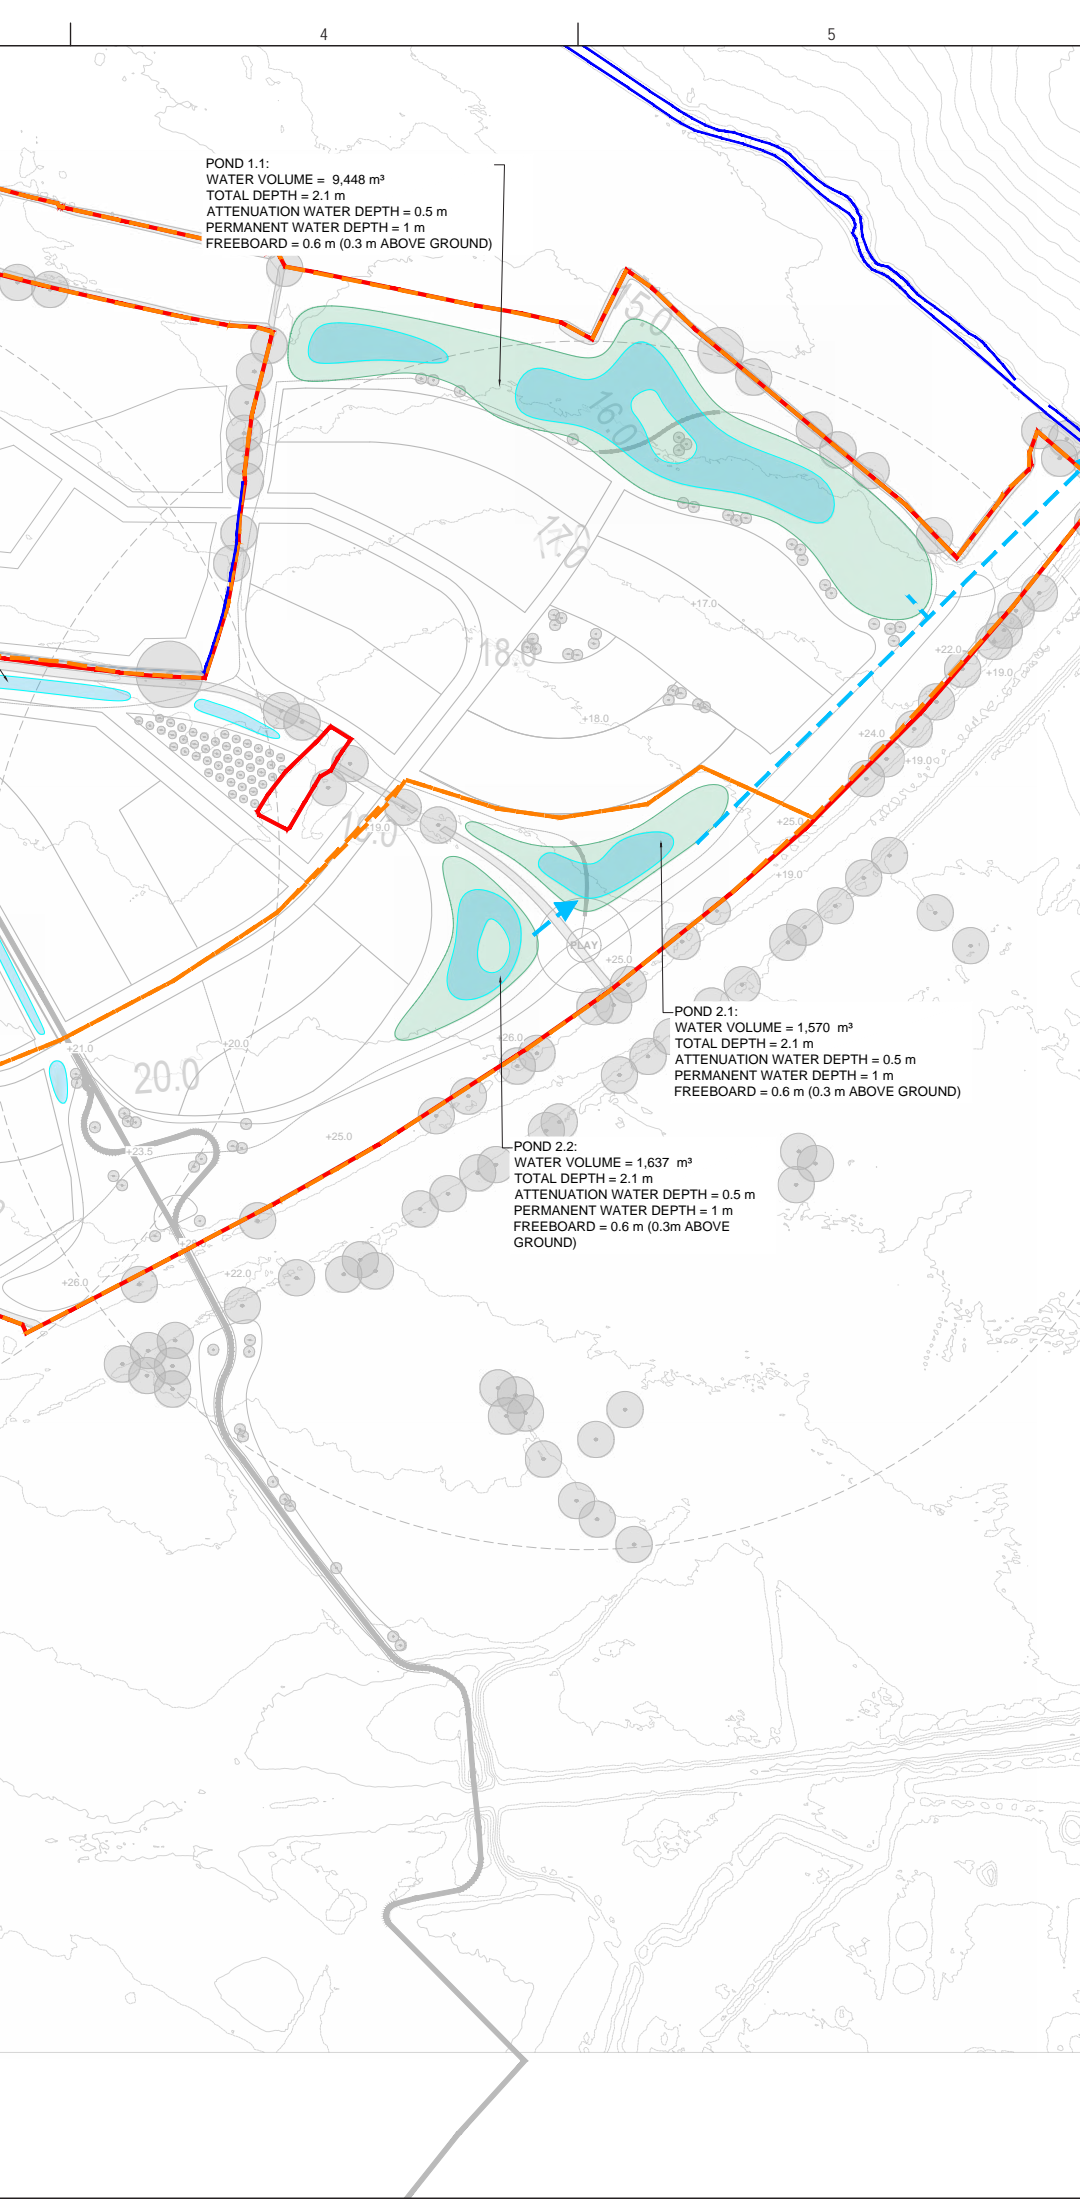 4
5
POND 1.1:
WATER VOLUME = 9,448 m³
TOTAL DEPTH = 2.1 m
ATTENUATION WATER DEPTH = 0.5 m
PERMANENT WATER DEPTH = 1 m
FREEBOARD = 0.6 m (0.3 m ABOVE GROUND)
15.0
16.0
17.0
+17.0
18.0
+22.0
+19.0
+18.0
+24.0
+19.0
+25.0
19.0
+19.0
+19.0
PLAY
+25.0
POND 2.1:
WATER VOLUME = 1,570 m³
TOTAL DEPTH = 2.1 m
ATTENUATION WATER DEPTH = 0.5 m
PERMANENT WATER DEPTH = 1 m
FREEBOARD = 0.6 m (0.3 m ABOVE GROUND)
+26.0
+21.0
+20.0
20.0
+25.0
+23.5
POND 2.2:
WATER VOLUME = 1,637 m³
TOTAL DEPTH = 2.1 m
ATTENUATION WATER DEPTH = 0.5 m
PERMANENT WATER DEPTH = 1 m
FREEBOARD = 0.6 m (0.3m ABOVE
GROUND)
+22.0
+26.0